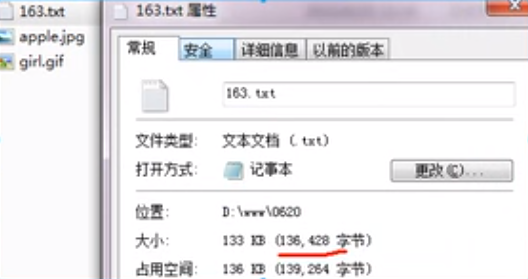 163.txt
apple.jpg
girl.gif
163.txt 属性
常规 安全 详细信息 以前的版本
163.txt
文件类型: 文本文档 (.txt)
打开方式: 记事本 更改(C)...
位置: D:\www\0620
大小: 133 KB (136,428 字节)
占用空间: 136 KB (139,264 字节)